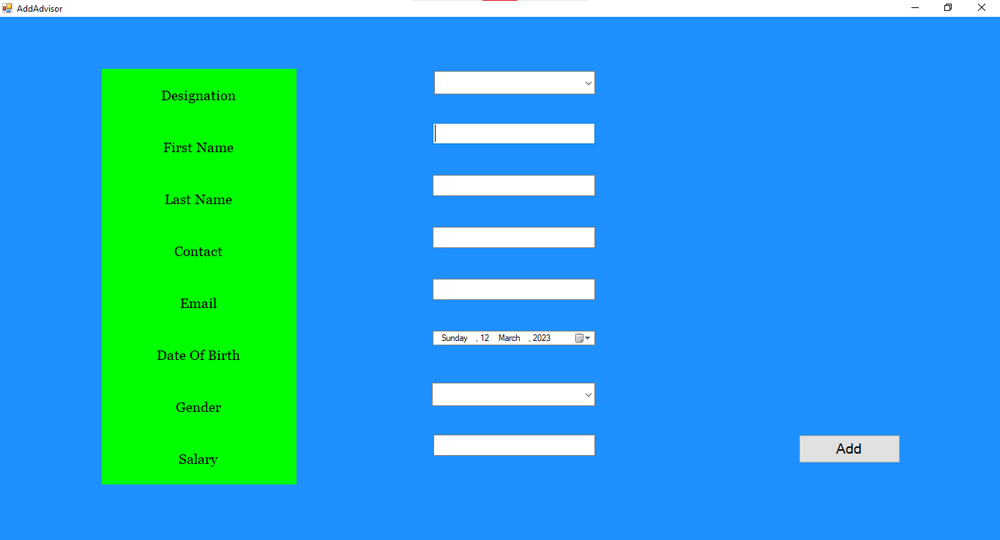 AddAdvisor
Designation
First Name
Last Name
Contact
Email
Date Of Birth
Sunday , 12 March , 2023
Gender
Salary
Add